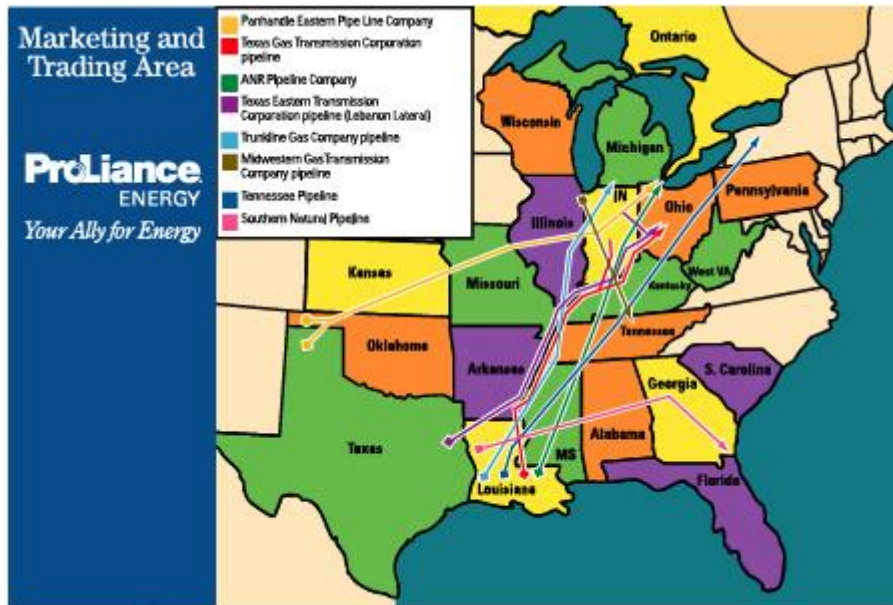 Marketing and
Trading Area
ProLiance
ENERGY
Your Ally for Energy
Panhandle Eastern Pipe Line Company
Texas Gas Transmission Corporation
pipeline
ANR Pipeline Company
Texas Eastern Transmission
Corporation pipeline (Lebanon Lateral)
Trunkline Gas Company pipeline
Midwestern Gas Transmission
Company pipeline
Tennessee Pipeline
Southern Natural Pipeline
Ontario
Wisconsin
Michigan
IN
Ohio
Pennsylvania
Illinois
Kansas
Missouri
West VA
Kentucky
Tennessee
Oklahoma
Arkansas
S. Carolina
Georgia
Texas
Alabama
MS
Florida
Louisiana